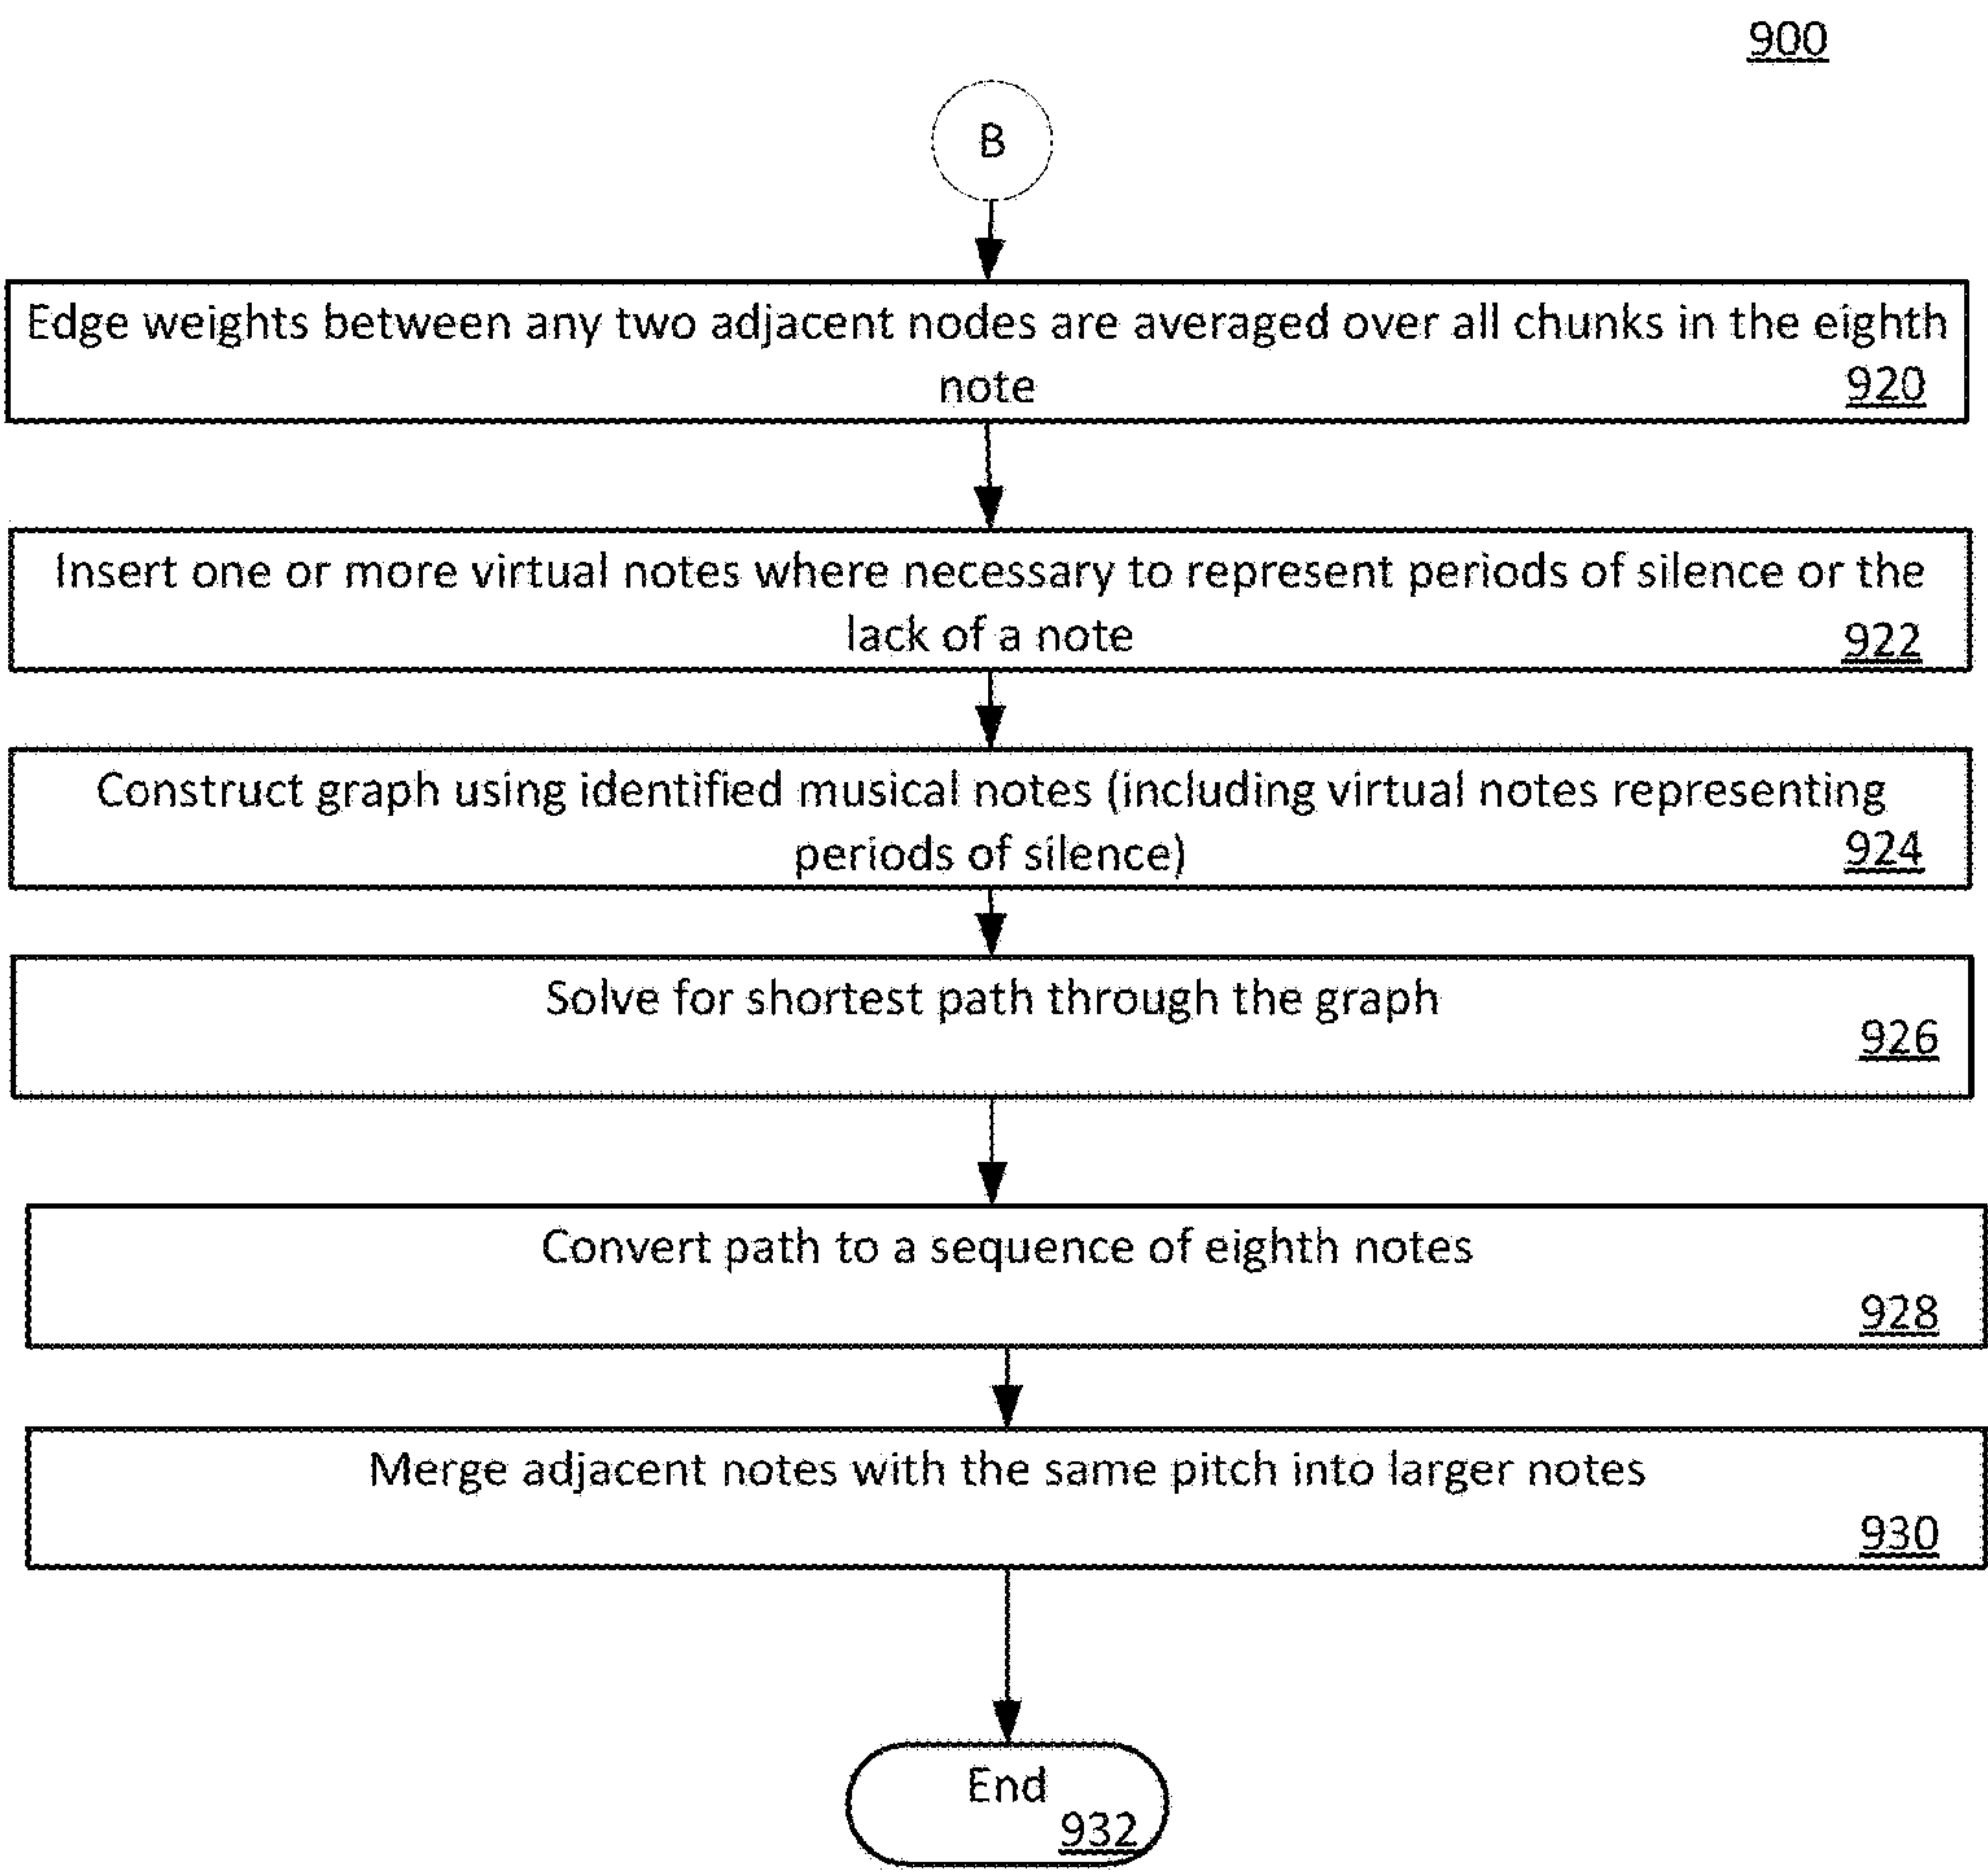 900
B
Edge weights between any two adjacent nodes are averaged over all chunks in the eighth
note
920
Insert one or more virtual notes where necessary to represent periods of silence or the
lack of a note
922
Construct graph using identified musical notes (including virtual notes representing
periods of silence)
924
Solve for shortest path through the graph
926
Convert path to a sequence of eighth notes
928
Merge adjacent notes with the same pitch into larger notes
930
End
932